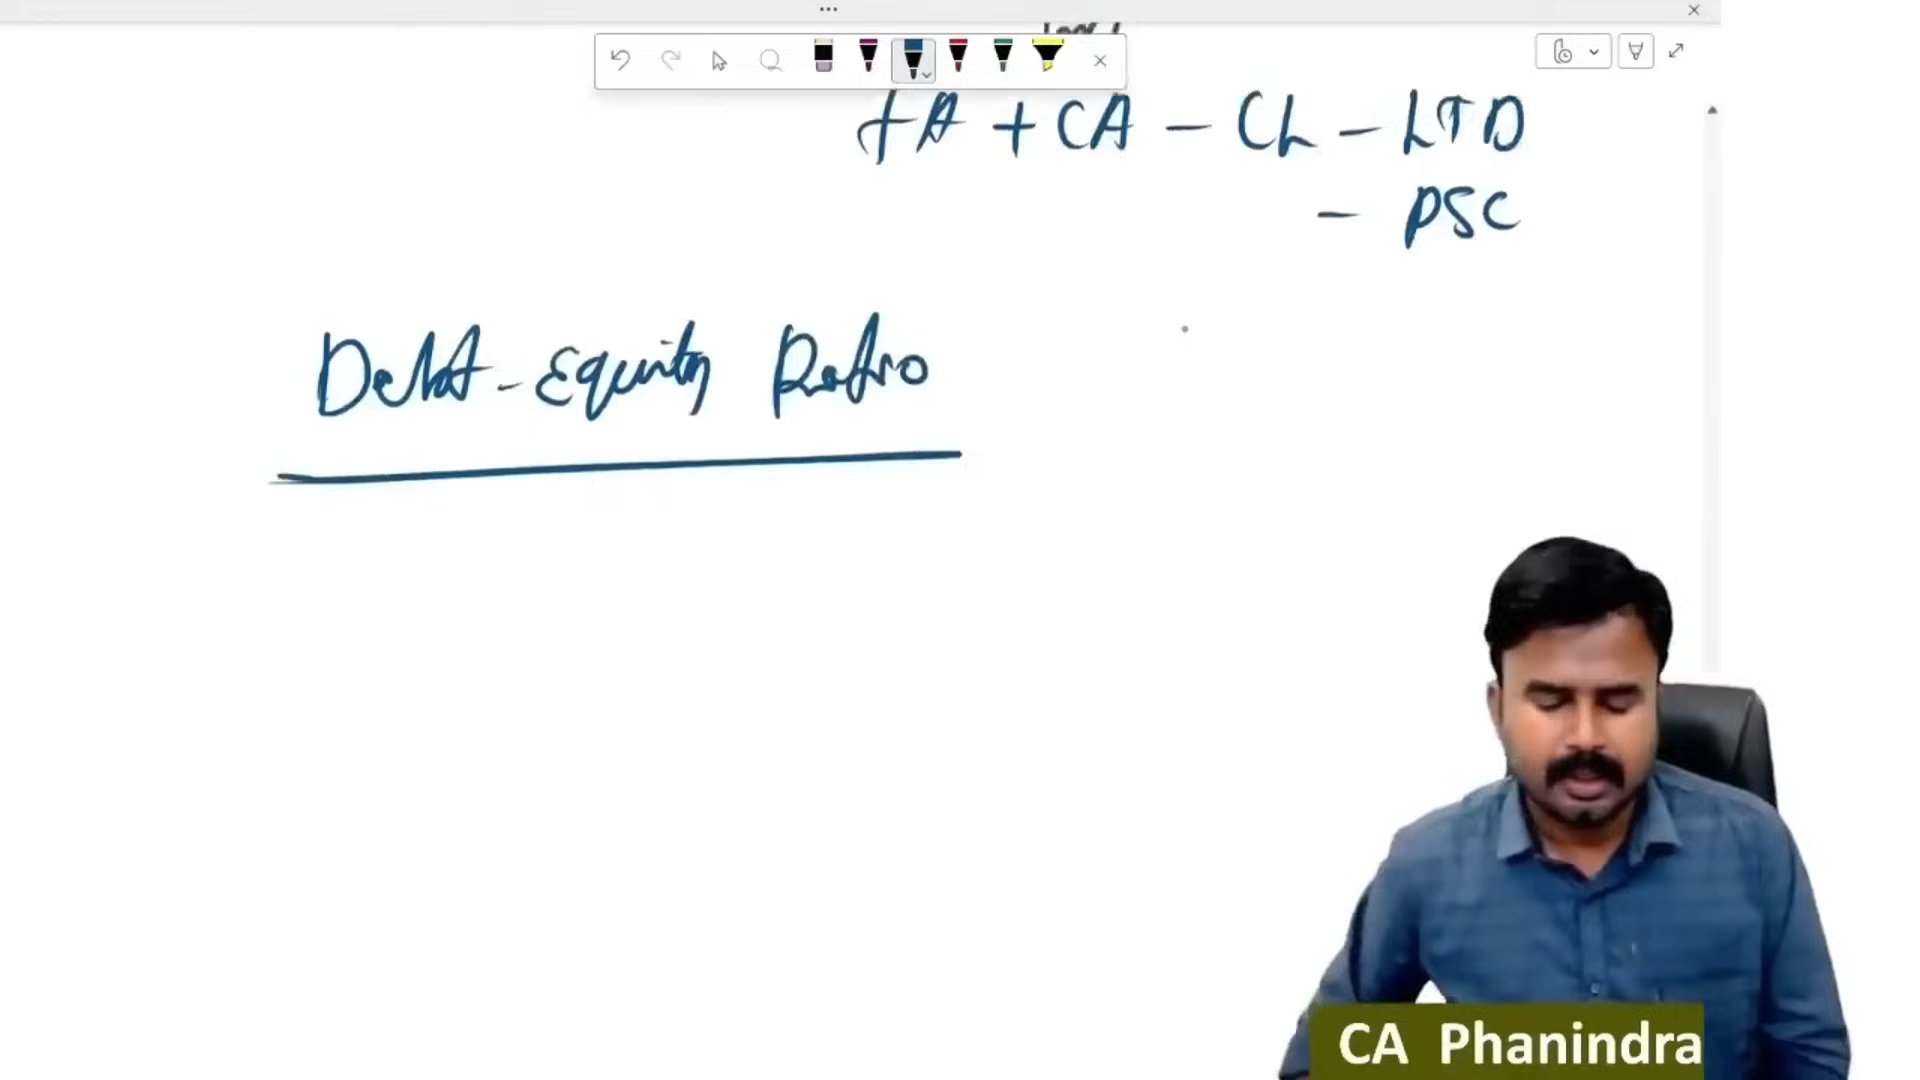 FA + CA - CL - LTD
- PSC
Debt-Equity Ratio
CA Phanindra